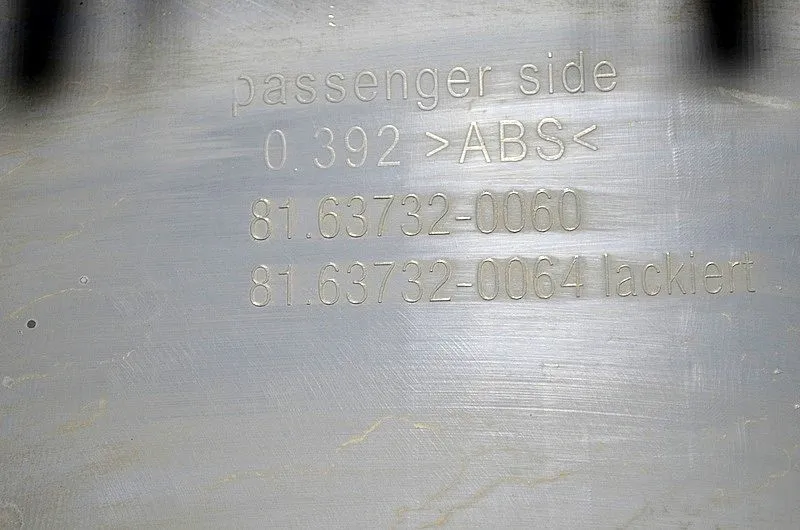 passenger side
0.392 >ABS<
81.63732-0060
81.63732-0064 lackiert